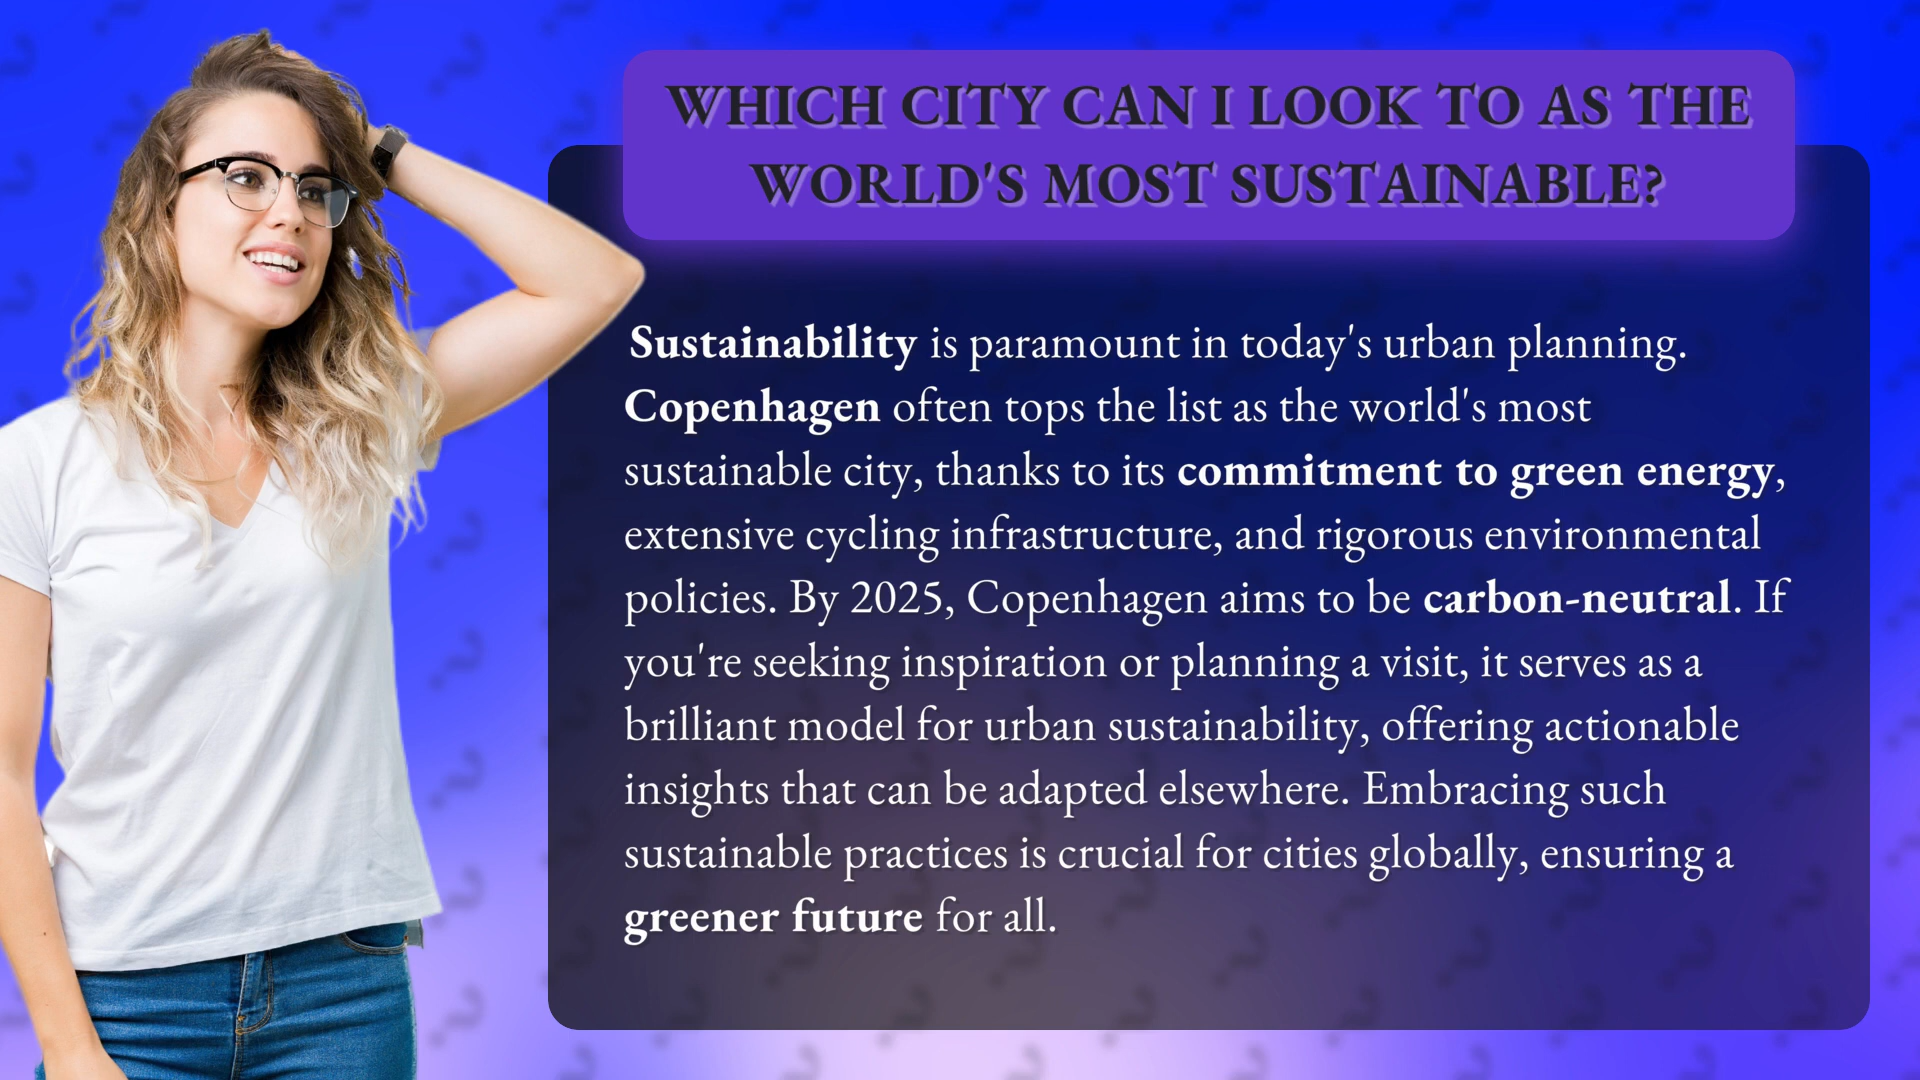 WHICH CITY CAN I LOOK TO AS THE
WORLD'S MOST SUSTAINABLE?
Sustainability is paramount in today's urban planning.
Copenhagen often tops the list as the world's most
sustainable city, thanks to its commitment to green energy,
extensive cycling infrastructure, and rigorous environmental
policies. By 2025, Copenhagen aims to be carbon-neutral. If
you're seeking inspiration or planning a visit, it serves as a
brilliant model for urban sustainability, offering actionable
insights that can be adapted elsewhere. Embracing such
sustainable practices is crucial for cities globally, ensuring a
greener future for all.